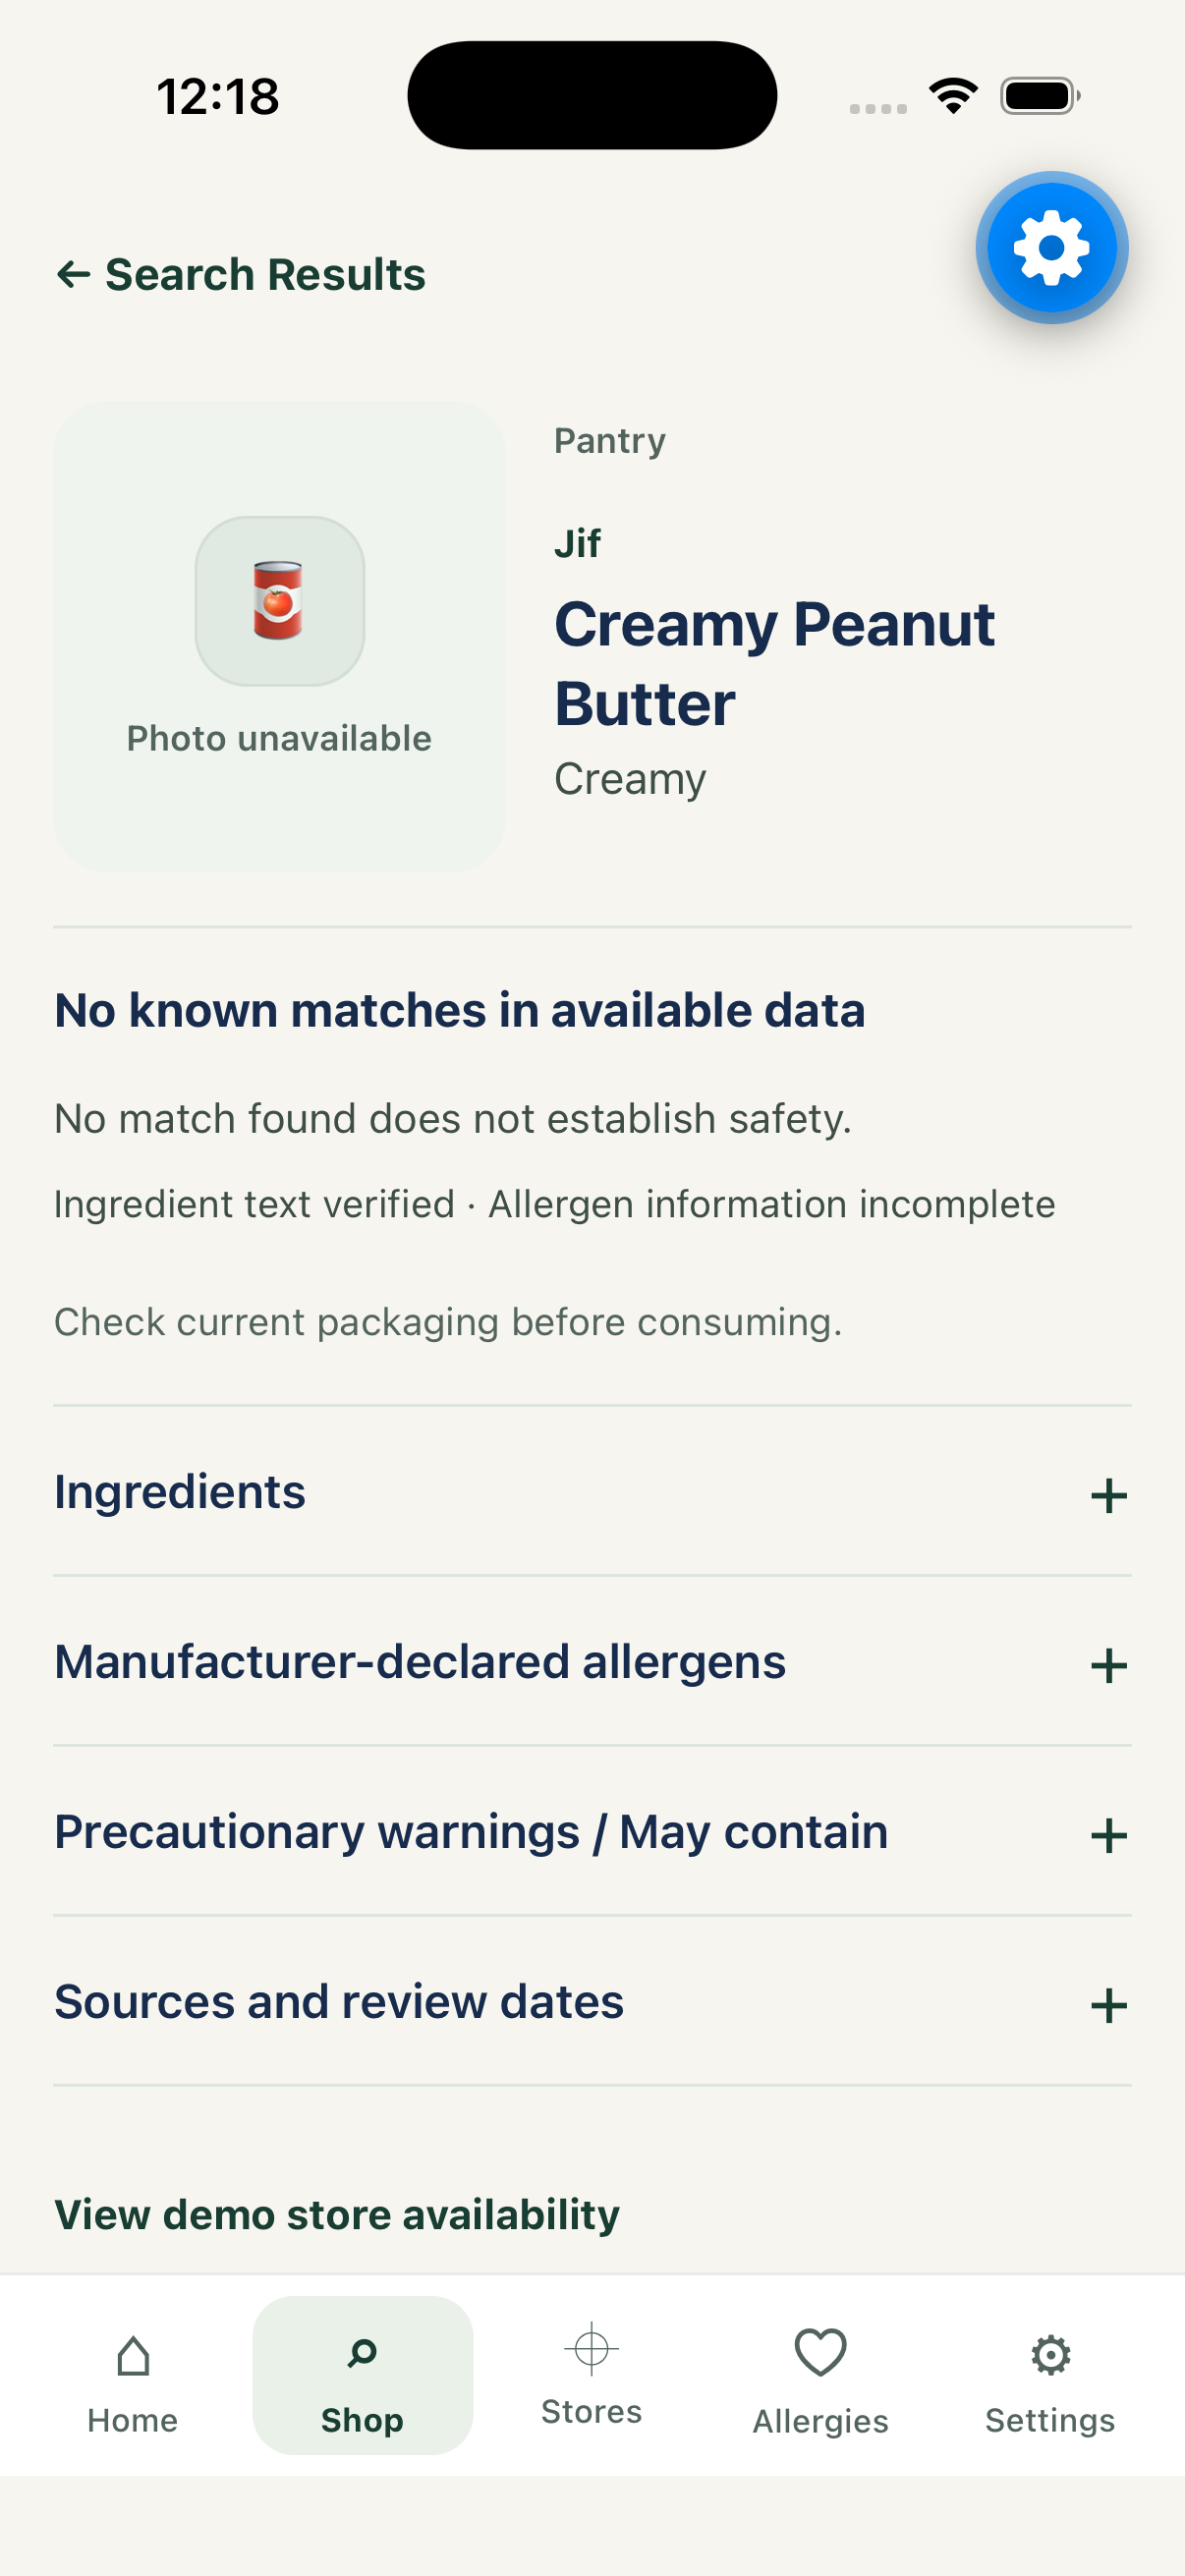 12:18
← Search Results
Pantry
Jif
Creamy Peanut
Butter
Creamy
Photo unavailable
No known matches in available data
No match found does not establish safety.
Ingredient text verified · Allergen information incomplete
Check current packaging before consuming.
Ingredients +
Manufacturer-declared allergens +
Precautionary warnings / May contain +
Sources and review dates +
View demo store availability
Home
Shop
Stores
Allergies
Settings